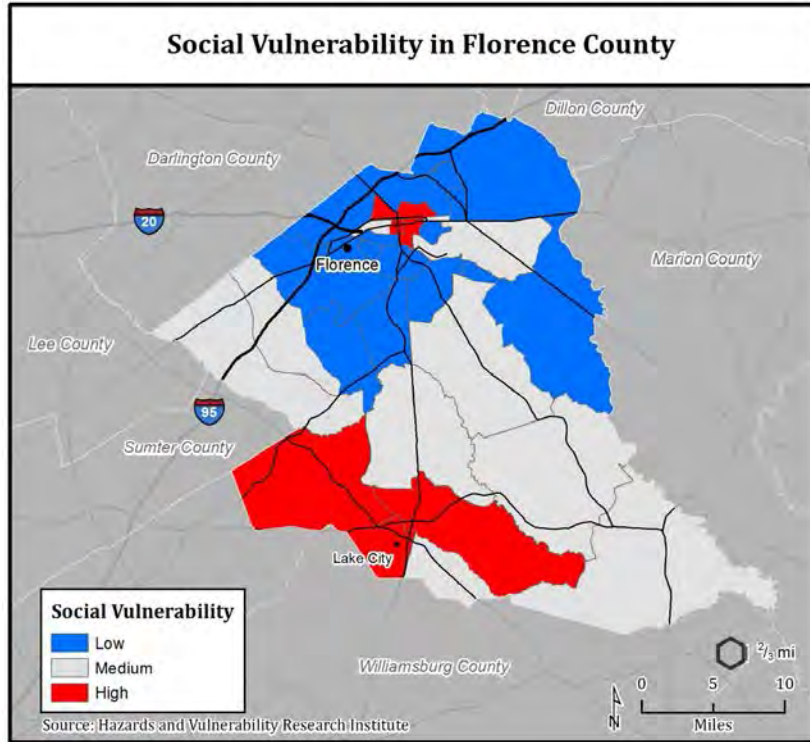 Social Vulnerability in Florence County
Dillon County
Darlington County
20
Florence
Marion County
Lee County
95
Sumter County
Lake City
Social Vulnerability
Low
Medium
High
Williamsburg County
2/3 mi
0 5 10
Miles
N
Source: Hazards and Vulnerability Research Institute